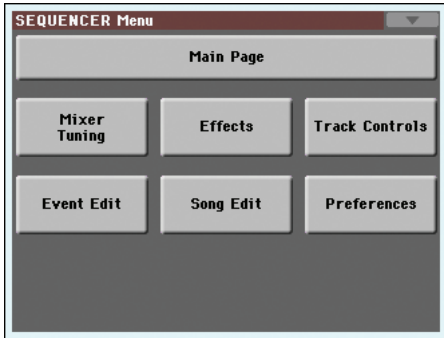 SEQUENCER Menu
Main Page
Mixer
Tuning
Effects
Track Controls
Event Edit
Song Edit
Preferences